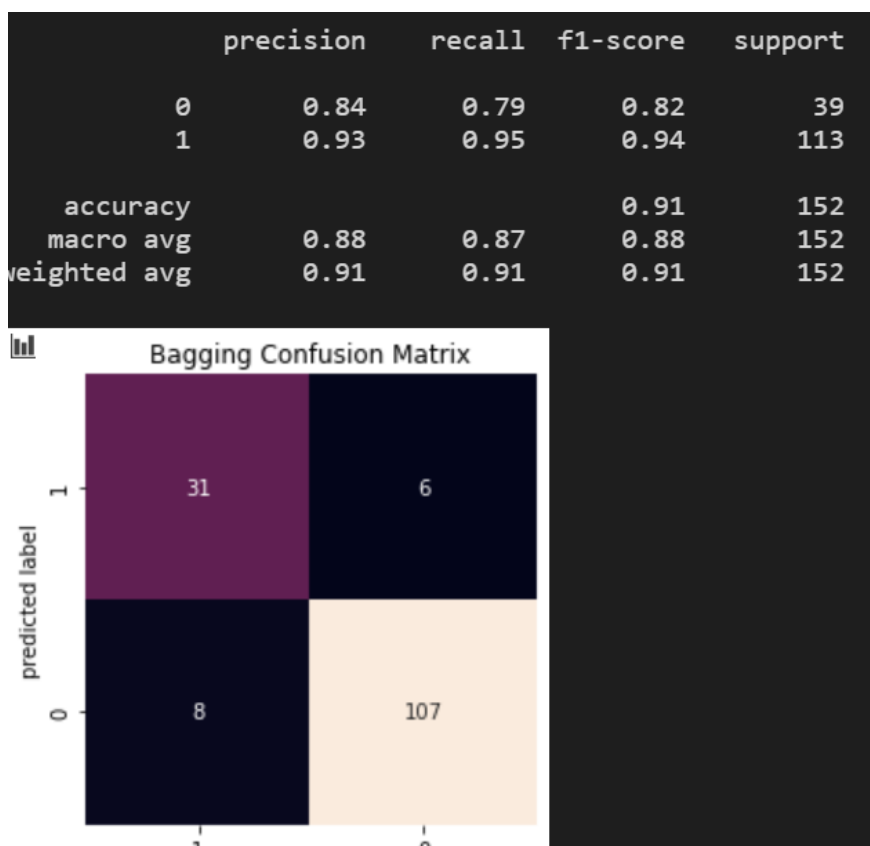 precision recall f1-score support
0 0.84 0.79 0.82 39
1 0.93 0.95 0.94 113
accuracy 0.91 152
macro avg 0.88 0.87 0.88 152
weighted avg 0.91 0.91 0.91 152
Bagging Confusion Matrix
1 31 6
predicted label
0 8 107